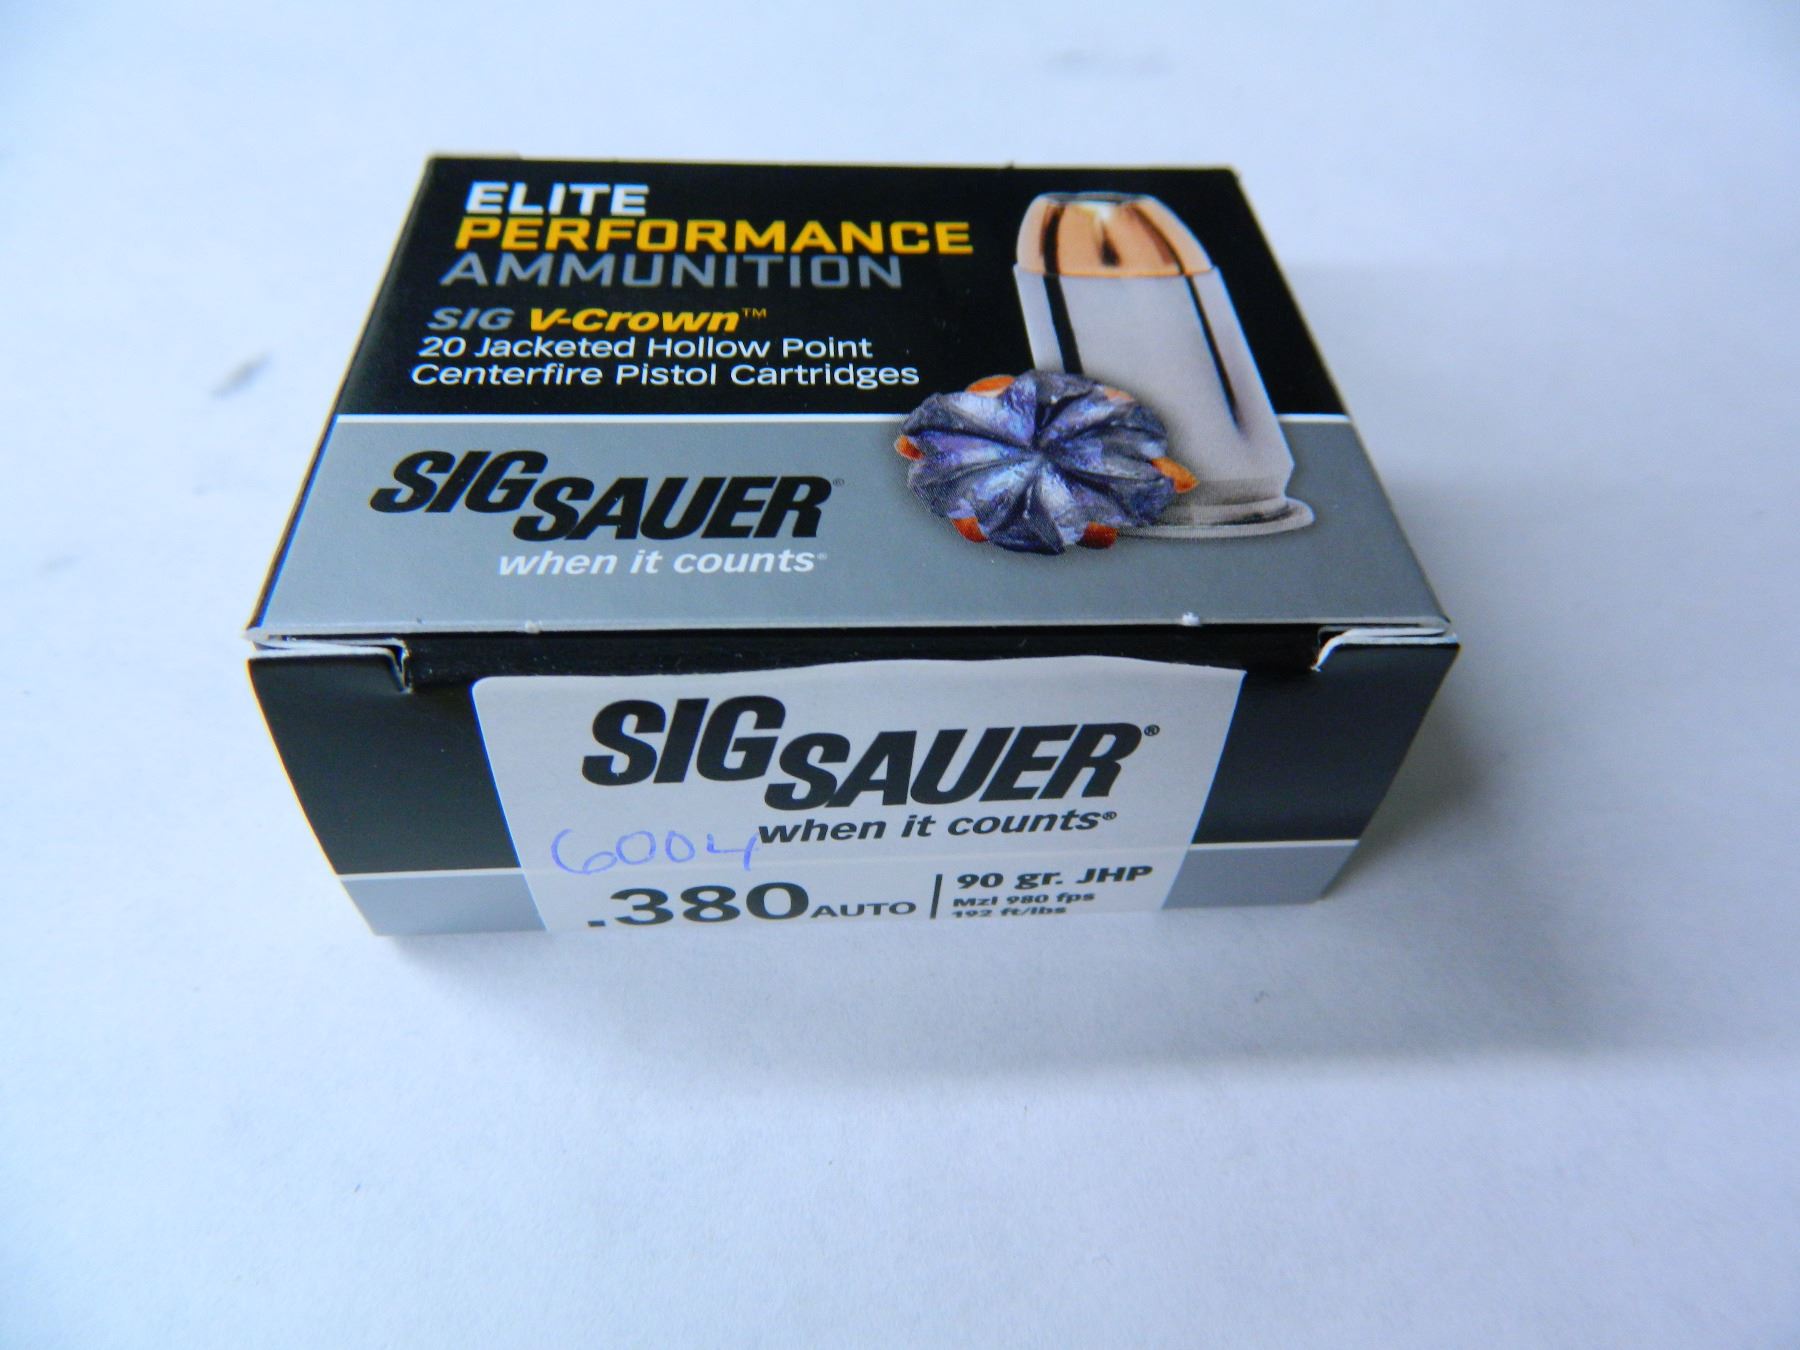 ELITE
PERFORMANCE
AMMUNITION
SIG V-Crown™
20 Jacketed Hollow Point
Centerfire Pistol Cartridges
SIG SAUER®
when it counts®
SIG SAUER®
when it counts®
6004
.380 AUTO | 90 gr. JHP
Mzl 980 fps
192 ft/lbs